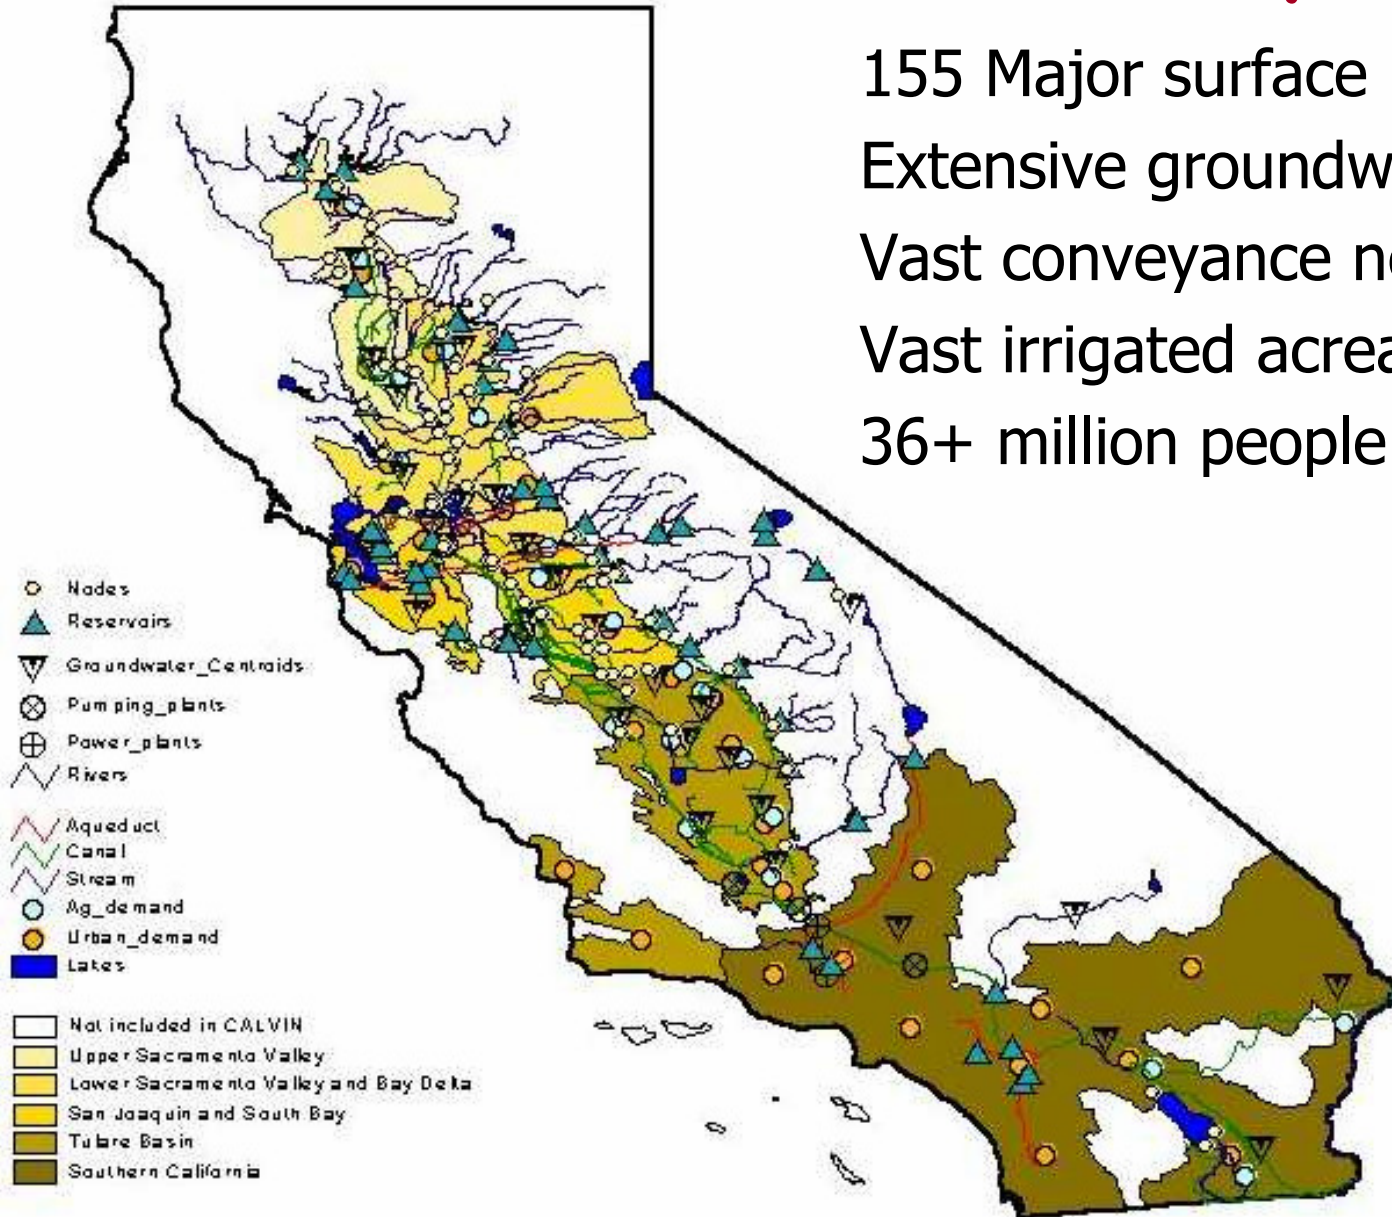 155 Major surface
Extensive groundw
Vast conveyance n
Vast irrigated acrea
36+ million people
Nodes
Reservoirs
Groundwater_Centroids
Pumping_plants
Power_plants
Rivers
Aqueduct
Canal
Stream
Ag_demand
Urban_demand
Lakes
Not included in CALVIN
Upper Sacramento Valley
Lower Sacramento Valley and Bay Delta
San Joaquin and South Bay
Tulare Basin
Southern California